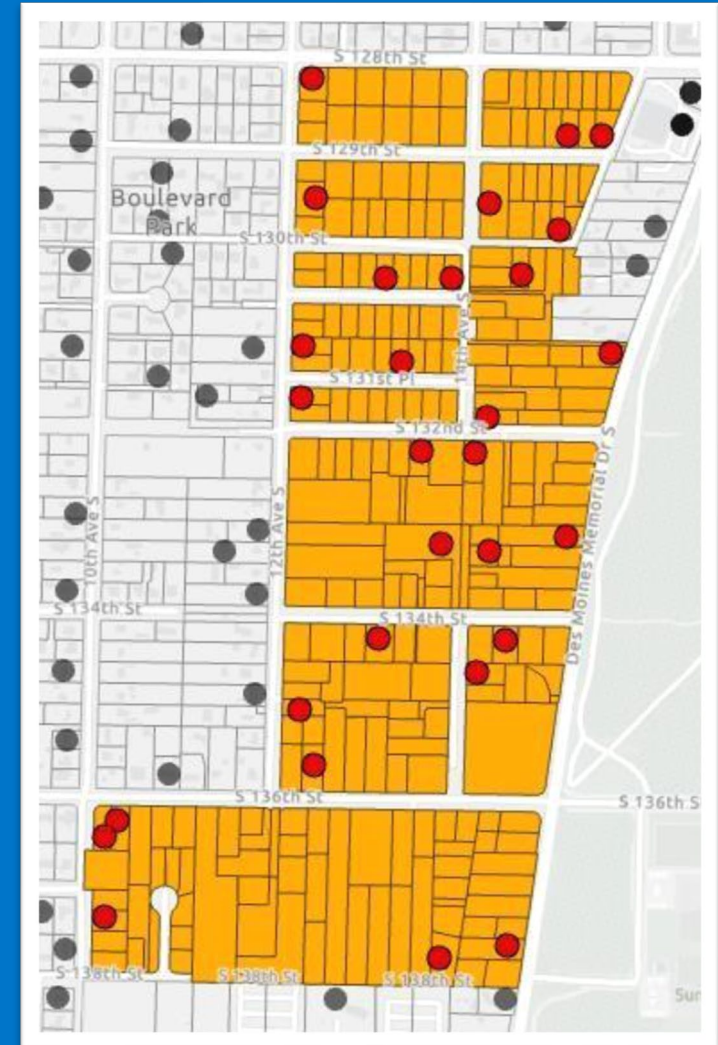 S 128th St
S 129th St
Boulevard
Park
S 130th St
14th Ave S
S 131st Pl
S 132nd St
10th Ave S
12th Ave S
Des Moines Memorial Dr S
S 134th St
S 134th St
S 136th St
S 136th S
S 138th St
S 138th St
S 138th St
Sun